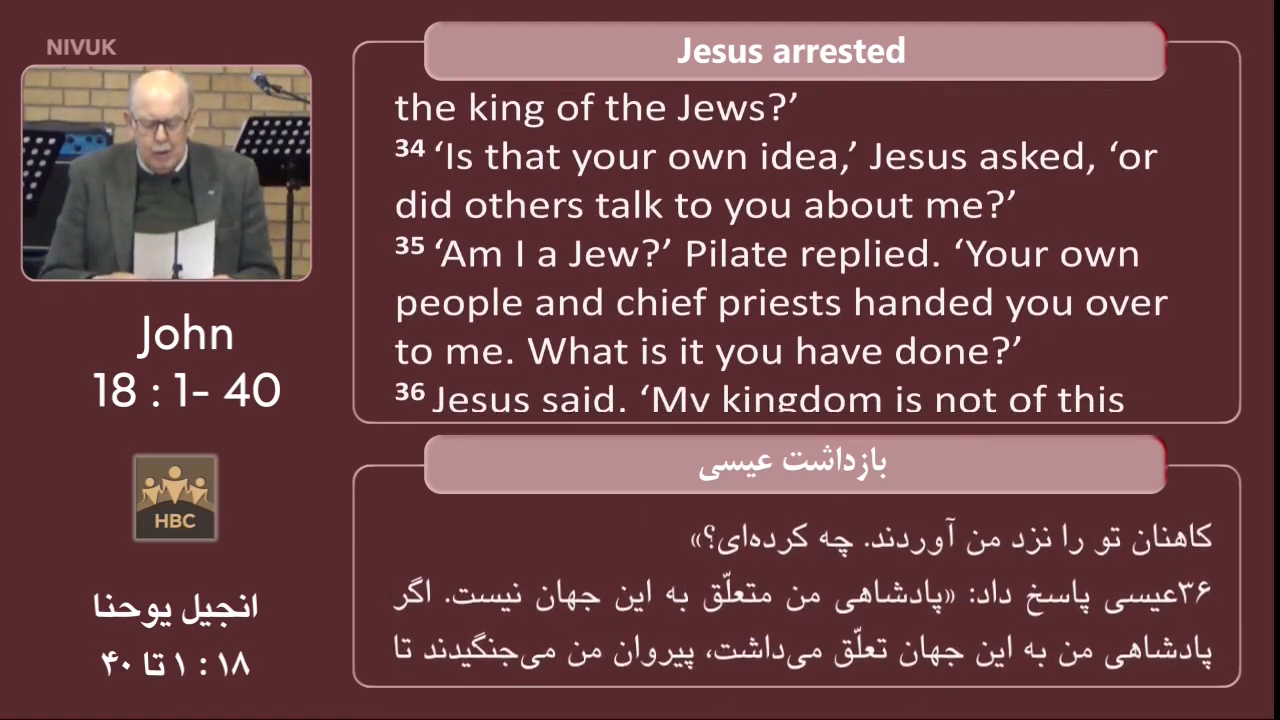 NIVUK
Jesus arrested
the king of the Jews?’
34 ‘Is that your own idea,’ Jesus asked, ‘or
did others talk to you about me?’
35 ‘Am I a Jew?’ Pilate replied. ‘Your own
people and chief priests handed you over
to me. What is it you have done?’
36 Jesus said, ‘My kingdom is not of this
John
18 : 1- 40
HBC
بازداشت عیسی
کاهنان تو را نزد من آوردند. چه کرده‌ای؟»
۳۶عیسی پاسخ داد: «پادشاهی من متعلّق به این جهان نیست. اگر
پادشاهی من به این جهان تعلّق می‌داشت، پیروان من می‌جنگیدند تا
انجیل یوحنا
۱۸ : ۱ تا ۴۰